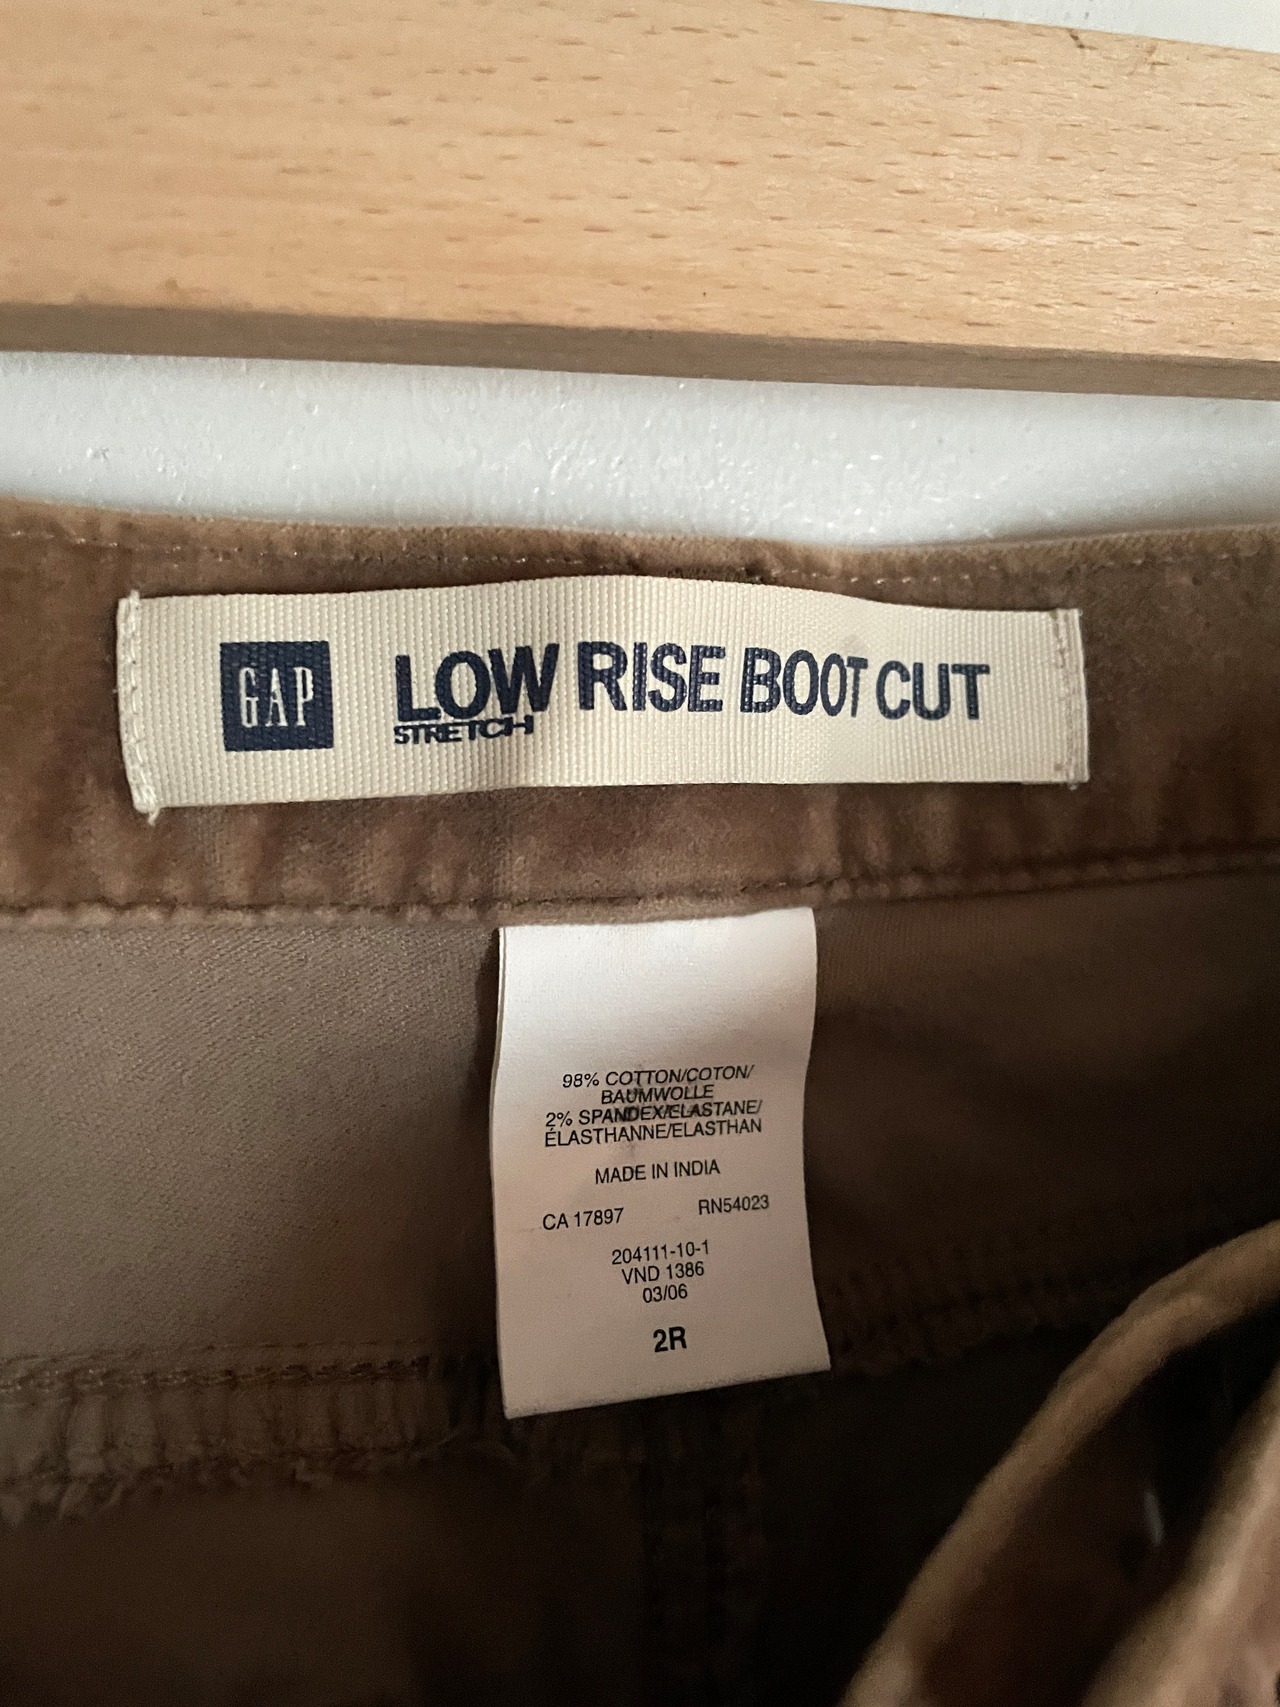 GAP
LOW RISE BOOT CUT
STRETCH
98% COTTON/COTON/
BAUMWOLLE
2% SPANDEX/ELASTANE/
ÉLASTHANNE/ELASTHAN
MADE IN INDIA
CA 17897 RN54023
204111-10-1
VND 1386
03/06
2R